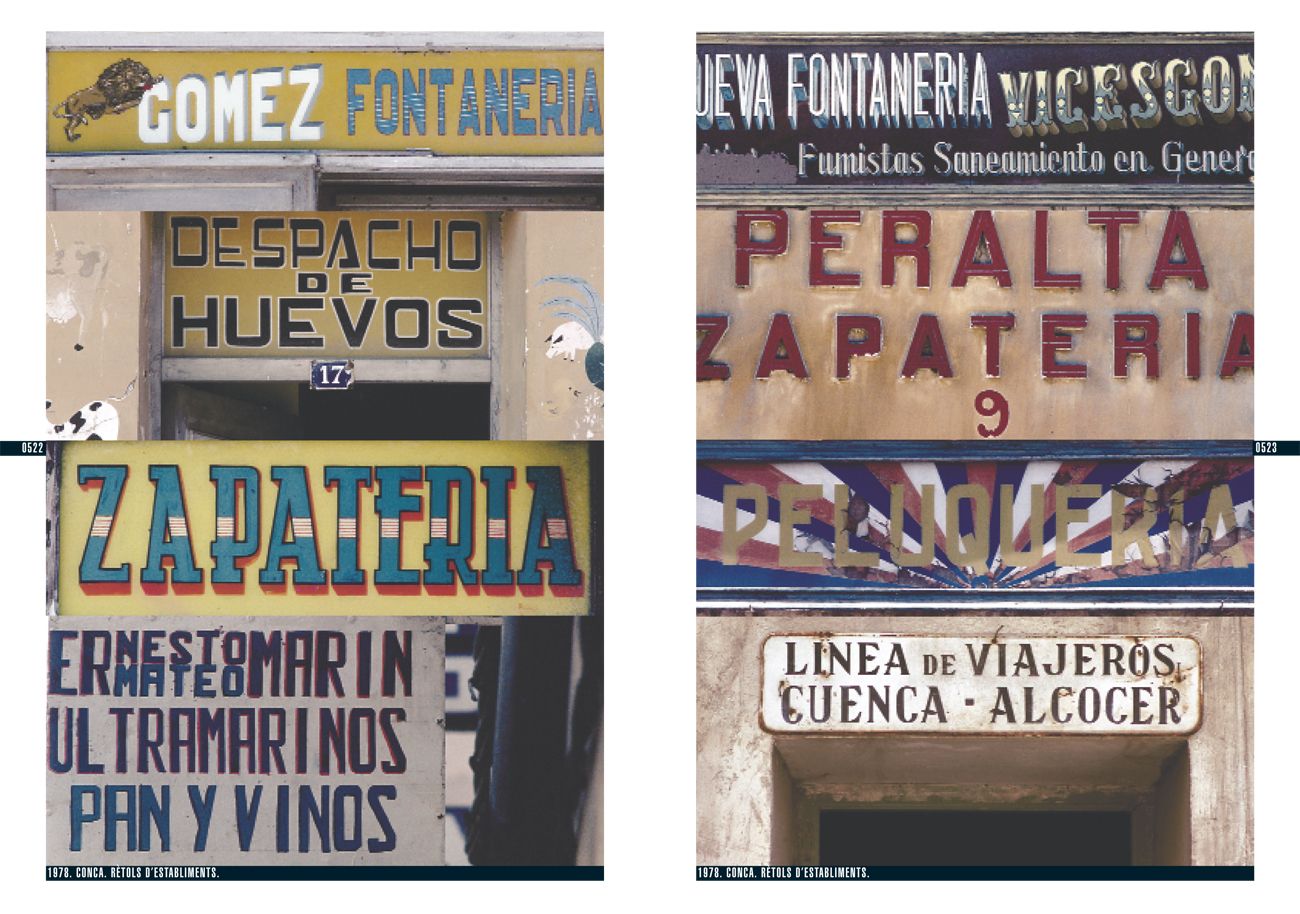 GOMEZ FONTANERIA
DESPACHO
DE
HUEVOS
17
0522
ZAPATERIA
ERNESTO MARIN
MATEO
ULTRAMARINOS
PAN Y VINOS
1978. CONCA. RÈTOLS D'ESTABLIMENTS.
UEVA FONTANERIA VICESGON
Fumistas Saneamiento en Gener
PERALTA
ZAPATERIA
9
0523
PELUQUERIA
LINEA DE VIAJEROS
CUENCA - ALCOCER
1978. CONCA. RÈTOLS D'ESTABLIMENTS.